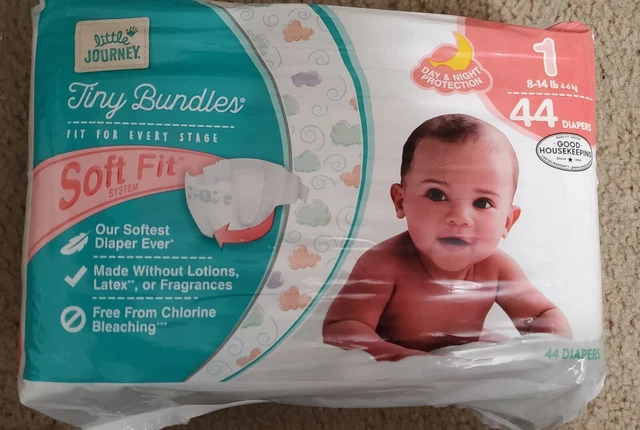 little
JOURNEY.
Tiny Bundles®
FIT FOR EVERY STAGE
Soft Fit™
SYSTEM
Our Softest
Diaper Ever*
Made Without Lotions,
Latex**, or Fragrances
Free From Chlorine
Bleaching***
DAY & NIGHT
PROTECTION
1
8-14 lb 4-6 kg
44 DIAPERS
GOOD
HOUSEKEEPING
44 DIAPERS